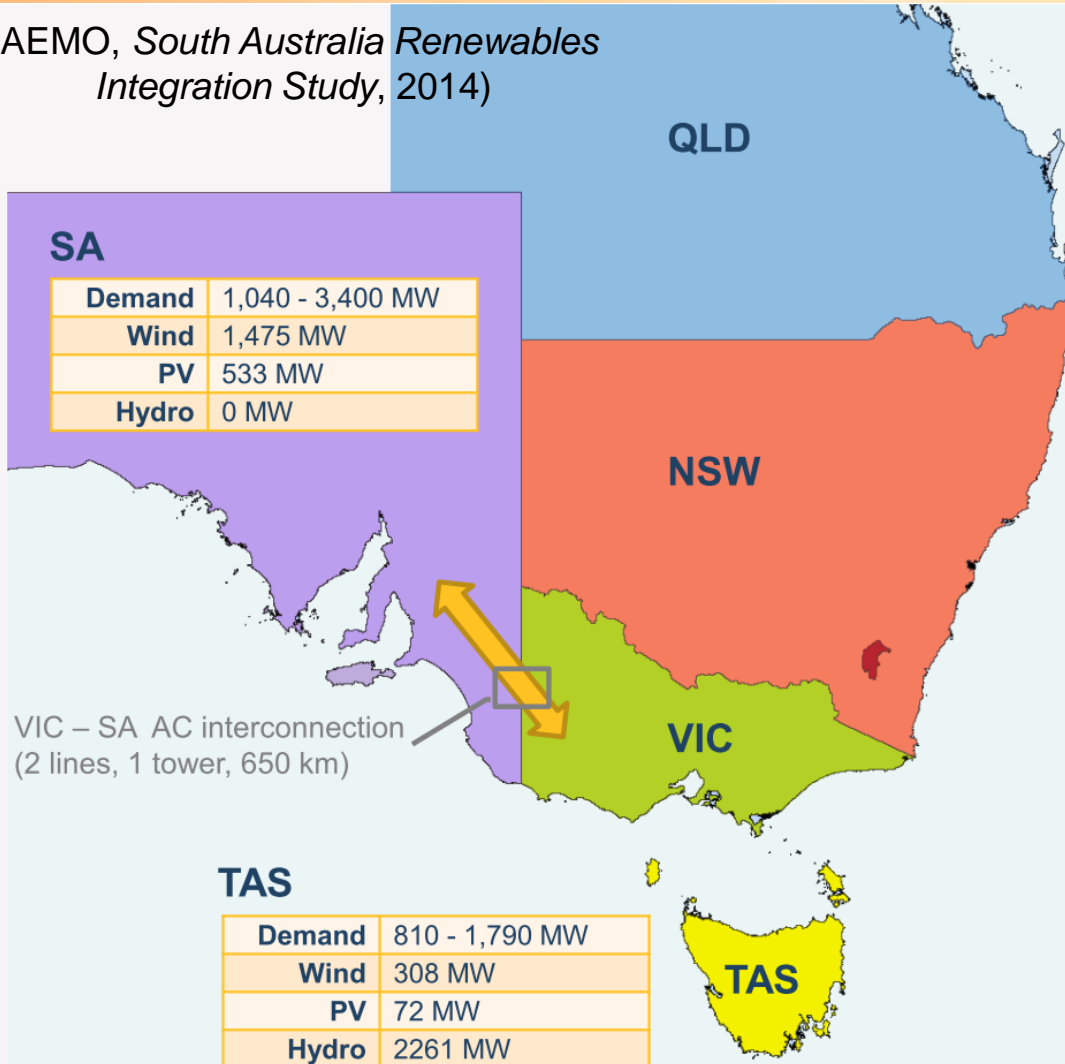 AEMO, South Australia Renewables
Integration Study, 2014)
QLD
SA
Demand 1,040 - 3,400 MW
Wind 1,475 MW
PV 533 MW
Hydro 0 MW
NSW
VIC – SA AC interconnection
(2 lines, 1 tower, 650 km)
VIC
TAS
Demand 810 - 1,790 MW
Wind 308 MW
PV 72 MW
Hydro 2261 MW
TAS